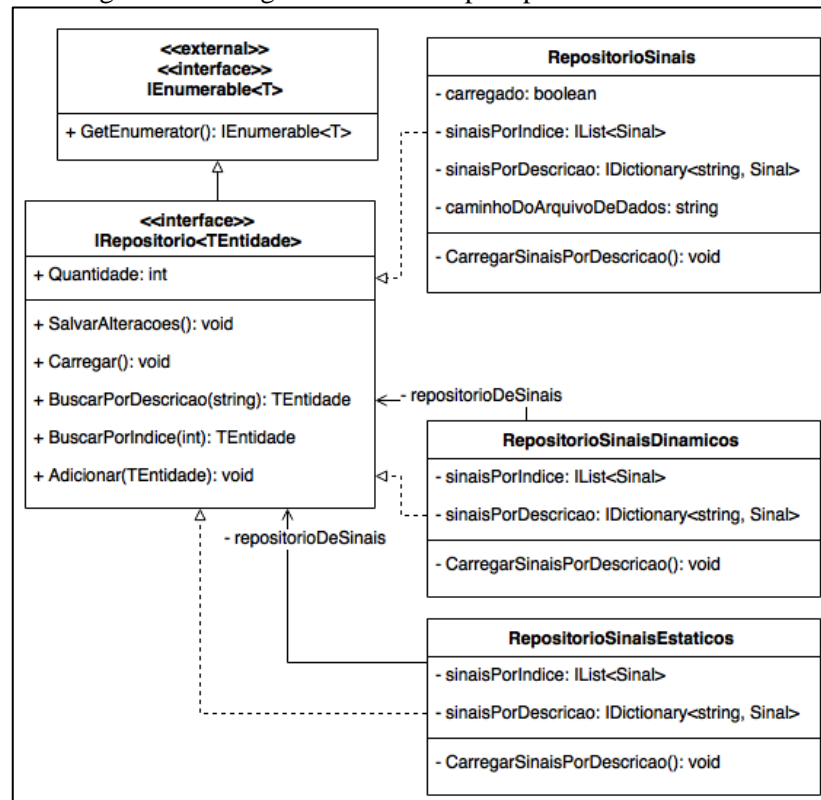 <<external>>
<<interface>>
IEnumerable<T>
+ GetEnumerator(): IEnumerable<T>
<<interface>>
IRepositorio<TEntidade>
+ Quantidade: int
+ SalvarAlteracoes(): void
+ Carregar(): void
+ BuscarPorDescricao(string): TEntidade
+ BuscarPorIndice(int): TEntidade
+ Adicionar(TEntidade): void
RepositorioSinais
- carregado: boolean
- sinaisPorIndice: IList<Sinal>
- sinaisPorDescricao: IDictionary<string, Sinal>
- caminhoDoArquivoDeDados: string
- CarregarSinaisPorDescricao(): void
- repositorioDeSinais
RepositorioSinaisDinamicos
- sinaisPorIndice: IList<Sinal>
- sinaisPorDescricao: IDictionary<string, Sinal>
- CarregarSinaisPorDescricao(): void
- repositorioDeSinais
RepositorioSinaisEstaticos
- sinaisPorIndice: IList<Sinal>
- sinaisPorDescricao: IDictionary<string, Sinal>
- CarregarSinaisPorDescricao(): void